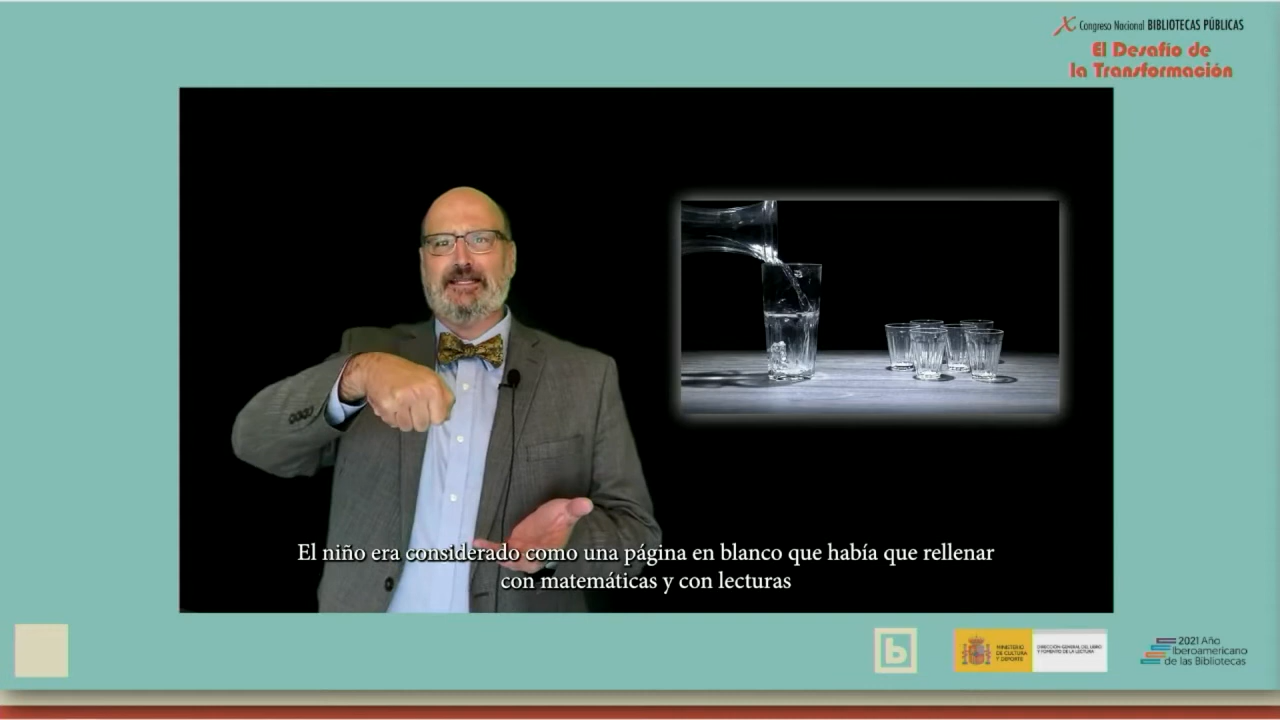 X Congreso Nacional BIBLIOTECAS PÚBLICAS
El Desafío de
la Transformación
El niño era considerado como una página en blanco que había que rellenar
con matemáticas y con lecturas
b
MINISTERIO
DE CULTURA
Y DEPORTE
DIRECCIÓN GENERAL DEL LIBRO
Y FOMENTO DE LA LECTURA
2021 Año
Iberoamericano
de las Bibliotecas